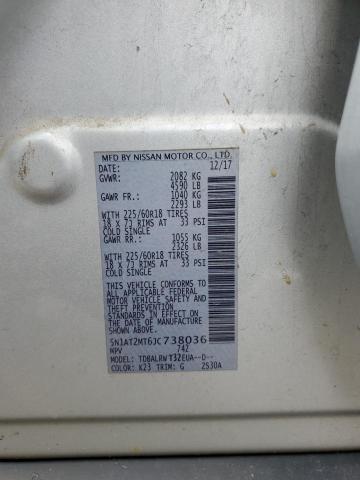 MFD BY NISSAN MOTOR CO., LTD.
DATE: 12/17
GVWR: 2082 KG
4590 LB
GAWR FR.: 1040 KG
2293 LB
WITH 225/60R18 TIRES
18 X 7J RIMS AT 33 PSI
COLD SINGLE
GAWR RR.: 1055 KG
2326 LB
WITH 225/60R18 TIRES
18 X 7J RIMS AT 33 PSI
COLD SINGLE
THIS VEHICLE CONFORMS TO ALL
APPLICABLE FEDERAL
MOTOR VEHICLE SAFETY
AND THEFT PREVENTION
STANDARDS IN EFFECT
ON THE DATE OF
MANUFACTURE SHOWN ABOVE.
5N1AT2MT6JC738036
MPV 742
MODEL: TDBALRWT32EUA--D--
COLOR: K23 TRIM: G 2530A